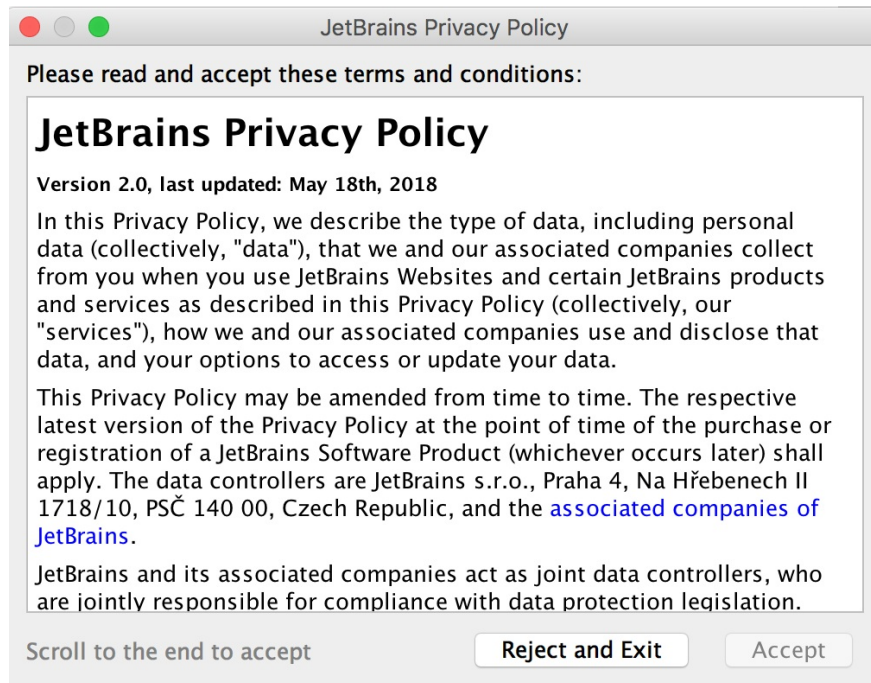 JetBrains Privacy Policy
Please read and accept these terms and conditions:
JetBrains Privacy Policy
Version 2.0, last updated: May 18th, 2018
In this Privacy Policy, we describe the type of data, including personal
data (collectively, "data"), that we and our associated companies collect
from you when you use JetBrains Websites and certain JetBrains products
and services as described in this Privacy Policy (collectively, our
"services"), how we and our associated companies use and disclose that
data, and your options to access or update your data.
This Privacy Policy may be amended from time to time. The respective
latest version of the Privacy Policy at the point of time of the purchase or
registration of a JetBrains Software Product (whichever occurs later) shall
apply. The data controllers are JetBrains s.r.o., Praha 4, Na Hřebenech II
1718/10, PSČ 140 00, Czech Republic, and the associated companies of
JetBrains.
JetBrains and its associated companies act as joint data controllers, who
are jointly responsible for compliance with data protection legislation.
Scroll to the end to accept
Reject and Exit
Accept